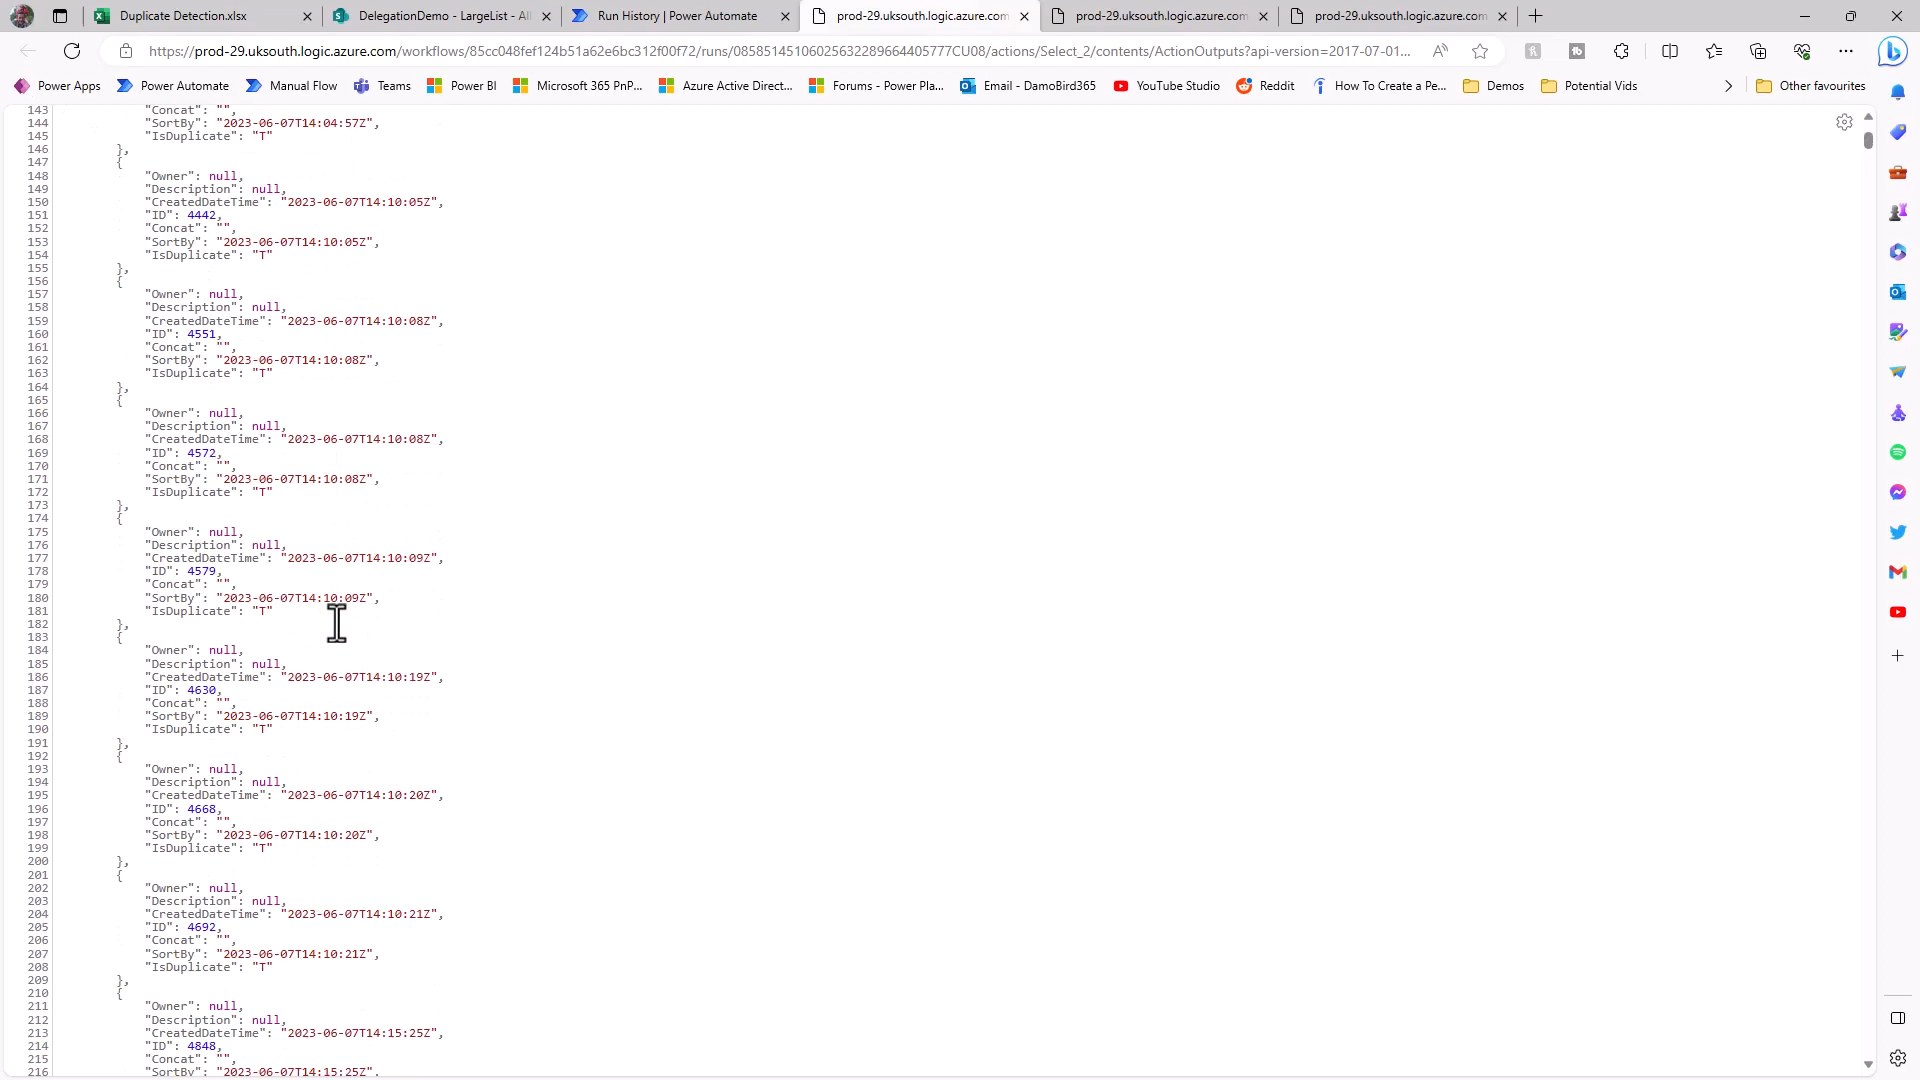 Duplicate Detection.xlsx
DelegationDemo - LargeList - All
Run History | Power Automate
prod-29.uksouth.logic.azure.com
prod-29.uksouth.logic.azure.com
prod-29.uksouth.logic.azure.com
https://prod-29.uksouth.logic.azure.com/workflows/85cc048fef124b51a62e6bc312f00f72/runs/08585145106025632289664405777CU08/actions/Select_2/contents/ActionOutputs?api-version=2017-07-01...
Power Apps
Power Automate
Manual Flow
Teams
Power BI
Microsoft 365 PnP...
Azure Active Direct...
Forums - Power Pla...
Email - DamoBird365
YouTube Studio
Reddit
How To Create a Pe...
Demos
Potential Vids
Other favourites
143 "Concat": "",
144 "SortBy": "2023-06-07T14:04:57Z",
145 "IsDuplicate": "T"
146 },
147 {
148 "Owner": null,
149 "Description": null,
150 "CreatedDateTime": "2023-06-07T14:10:05Z",
151 "ID": 4442,
152 "Concat": "",
153 "SortBy": "2023-06-07T14:10:05Z",
154 "IsDuplicate": "T"
155 },
156 {
157 "Owner": null,
158 "Description": null,
159 "CreatedDateTime": "2023-06-07T14:10:08Z",
160 "ID": 4551,
161 "Concat": "",
162 "SortBy": "2023-06-07T14:10:08Z",
163 "IsDuplicate": "T"
164 },
165 {
166 "Owner": null,
167 "Description": null,
168 "CreatedDateTime": "2023-06-07T14:10:08Z",
169 "ID": 4572,
170 "Concat": "",
171 "SortBy": "2023-06-07T14:10:08Z",
172 "IsDuplicate": "T"
173 },
174 {
175 "Owner": null,
176 "Description": null,
177 "CreatedDateTime": "2023-06-07T14:10:09Z",
178 "ID": 4579,
179 "Concat": "",
180 "SortBy": "2023-06-07T14:10:09Z",
181 "IsDuplicate": "T"
182 },
183 {
184 "Owner": null,
185 "Description": null,
186 "CreatedDateTime": "2023-06-07T14:10:19Z",
187 "ID": 4630,
188 "Concat": "",
189 "SortBy": "2023-06-07T14:10:19Z",
190 "IsDuplicate": "T"
191 },
192 {
193 "Owner": null,
194 "Description": null,
195 "CreatedDateTime": "2023-06-07T14:10:20Z",
196 "ID": 4668,
197 "Concat": "",
198 "SortBy": "2023-06-07T14:10:20Z",
199 "IsDuplicate": "T"
200 },
201 {
202 "Owner": null,
203 "Description": null,
204 "CreatedDateTime": "2023-06-07T14:10:21Z",
205 "ID": 4692,
206 "Concat": "",
207 "SortBy": "2023-06-07T14:10:21Z",
208 "IsDuplicate": "T"
209 },
210 {
211 "Owner": null,
212 "Description": null,
213 "CreatedDateTime": "2023-06-07T14:15:25Z",
214 "ID": 4848,
215 "Concat": "",
216 "SortBy": "2023-06-07T14:15:25Z",